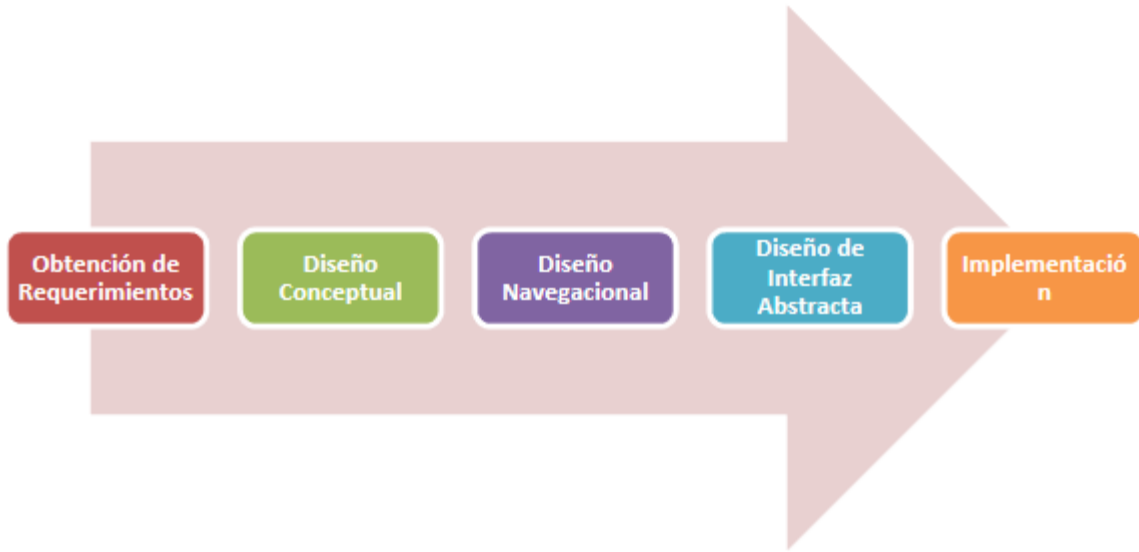 Obtención de
Requerimientos
Diseño
Conceptual
Diseño
Navegacional
Diseño de
Interfaz
Abstracta
Implementació
n